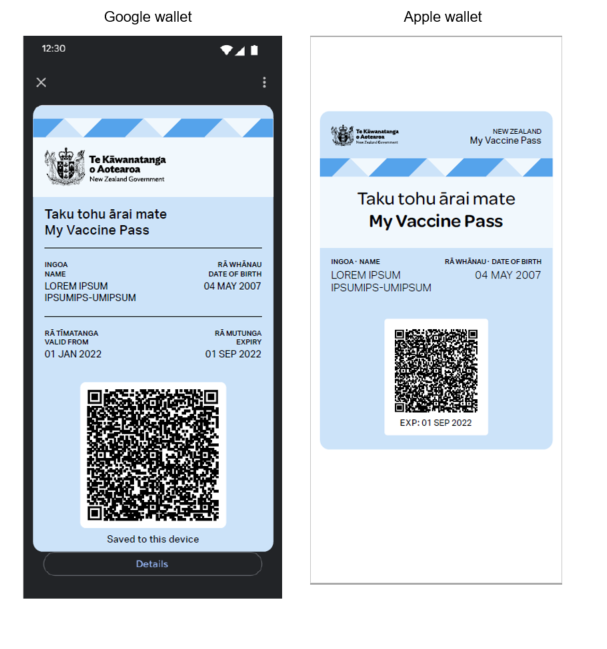 Google wallet
12:30
Te Kāwanatanga
o Aotearoa
New Zealand Government
Taku tohu ārai mate
My Vaccine Pass
INGOA
NAME
LOREM IPSUM
IPSUMIPS-UMIPSUM
RĀ WHĀNAU
DATE OF BIRTH
04 MAY 2007
RĀ TĪMATANGA
VALID FROM
01 JAN 2022
RĀ MUTUNGA
EXPIRY
01 SEP 2022
Saved to this device
Details
Apple wallet
Te Kāwanatanga
o Aotearoa
New Zealand Government
NEW ZEALAND
My Vaccine Pass
Taku tohu ārai mate
My Vaccine Pass
INGOA · NAME
LOREM IPSUM
IPSUMIPS-UMIPSUM
RĀ WHĀNAU · DATE OF BIRTH
04 MAY 2007
EXP: 01 SEP 2022